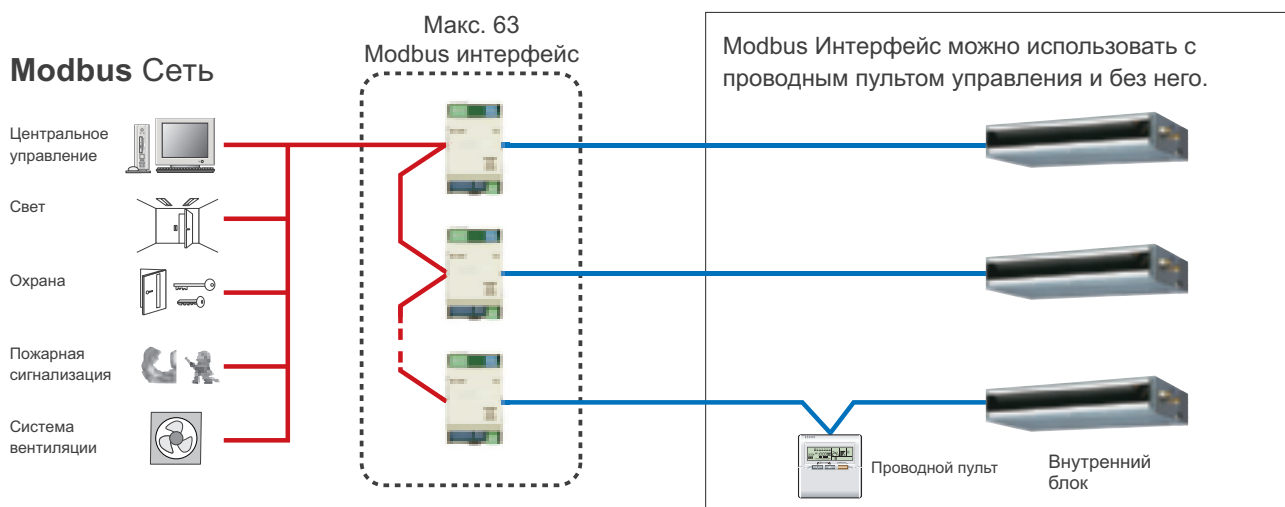 Макс. 63
Modbus интерфейс
Modbus Сеть
Modbus Интерфейс можно использовать с
проводным пультом управления и без него.
Центральное
управление
Свет
Охрана
Пожарная
сигнализация
Система
вентиляции
Проводной пульт
Внутренний
блок